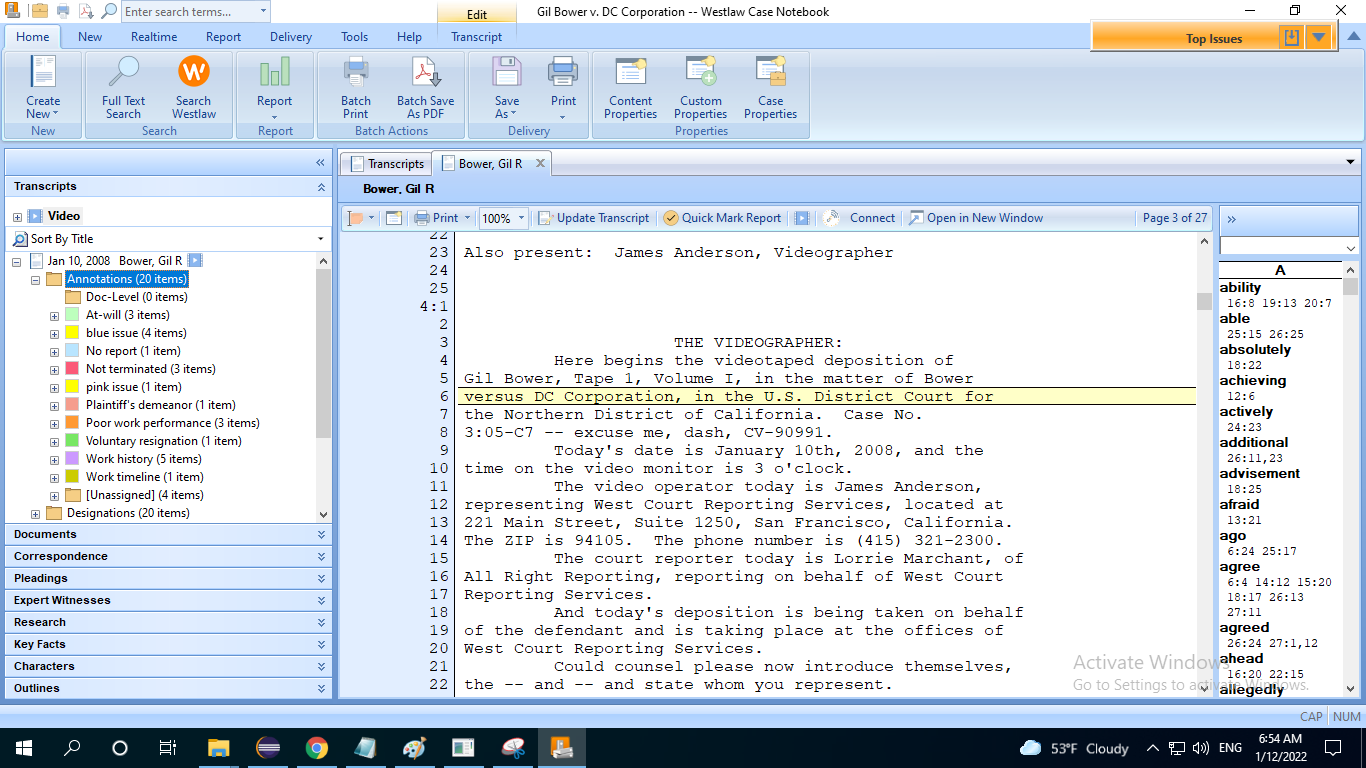 Enter search terms...
Edit
Gil Bower v. DC Corporation -- Westlaw Case Notebook
Home New Realtime Report Delivery Tools Help Transcript
Top Issues
Create New
Full Text Search
Search Westlaw
Report
Batch Print
Batch Save As PDF
Save As
Print
Content Properties
Custom Properties
Case Properties
New Search Report Batch Actions Delivery Properties
Transcripts
Video
Sort By Title
Jan 10, 2008 Bower, Gil R
Annotations (20 items)
Doc-Level (0 items)
At-will (3 items)
blue issue (4 items)
No report (1 item)
Not terminated (3 items)
pink issue (1 item)
Plaintiff's demeanor (1 item)
Poor work performance (3 items)
Voluntary resignation (1 item)
Work history (5 items)
Work timeline (1 item)
[Unassigned] (4 items)
Designations (20 items)
Documents
Correspondence
Pleadings
Expert Witnesses
Research
Key Facts
Characters
Outlines
Transcripts Bower, Gil R
Bower, Gil R
Print 100% Update Transcript Quick Mark Report Connect Open in New Window Page 3 of 27
22
23 Also present: James Anderson, Videographer
24
25
4:1
2
3 THE VIDEOGRAPHER:
4 Here begins the videotaped deposition of
5 Gil Bower, Tape 1, Volume I, in the matter of Bower
6 versus DC Corporation, in the U.S. District Court for
7 the Northern District of California. Case No.
8 3:05-C7 -- excuse me, dash, CV-90991.
9 Today's date is January 10th, 2008, and the
10 time on the video monitor is 3 o'clock.
11 The video operator today is James Anderson,
12 representing West Court Reporting Services, located at
13 221 Main Street, Suite 1250, San Francisco, California.
14 The ZIP is 94105. The phone number is (415) 321-2300.
15 The court reporter today is Lorrie Marchant, of
16 All Right Reporting, reporting on behalf of West Court
17 Reporting Services.
18 And today's deposition is being taken on behalf
19 of the defendant and is taking place at the offices of
20 West Court Reporting Services.
21 Could counsel please now introduce themselves,
22 the -- and -- and state whom you represent.
A
ability
16:8 19:13 20:7
able
25:15 26:25
absolutely
18:22
achieving
12:6
actively
24:23
additional
26:11,23
advisement
18:25
afraid
13:21
ago
6:24 25:17
agree
6:4 14:12 15:20
18:17 26:13
27:11
agreed
26:24 27:1,12
ahead
16:20 22:15
allegedly
Activate Windows
Go to Settings to activate Windows.
CAP NUM
53°F Cloudy
ENG
6:54 AM
1/12/2022